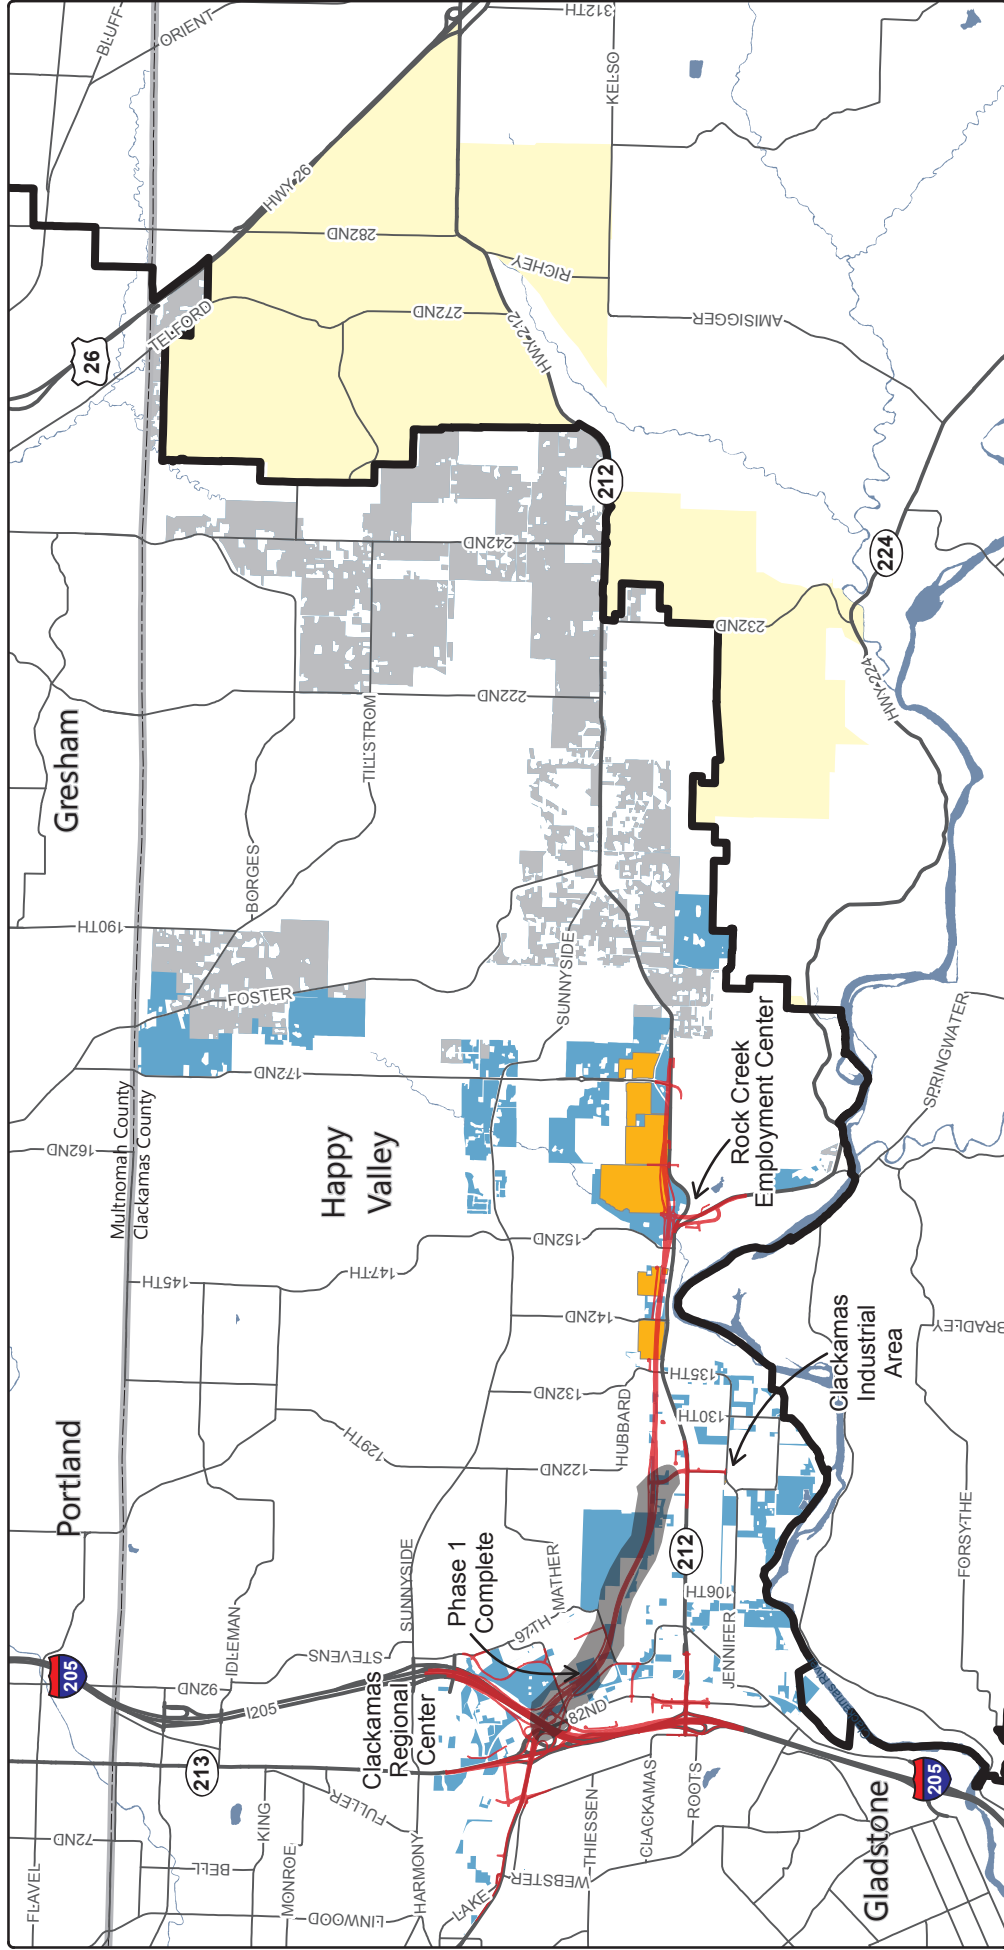 BLUFF
ORIENT
312TH
KELSO
HWY 26
282ND
RICHEY
272ND
HWY 212
AMISIGGER
TELFORD
26
212
242ND
224
232ND
HWY 224
222ND
TILLSTROM
Gresham
BORGES
190TH
FOSTER
SUNNYSIDE
172ND
162ND
Multnomah County
Clackamas County
Happy
Valley
Rock Creek
Employment Center
SPRINGWATER
152ND
147TH
145TH
142ND
BRADLEY
Clackamas
Industrial
Area
135TH
132ND
130TH
HUBBARD
129TH
122ND
Portland
FORSYTHE
212
106TH
MATHER
Phase 1
Complete
97TH
SUNNYSIDE
STEVENS
IDLEMAN
92ND
I205
205
JENNIFER
82ND
Clackamas
Regional
Center
213
FULLER
KING
72ND
BELL
MONROE
LINWOOD
HARMONY
LAKE
WEBSTER
THIESSEN
CLACKAMAS
ROOTS
205
Gladstone
FLAVEL